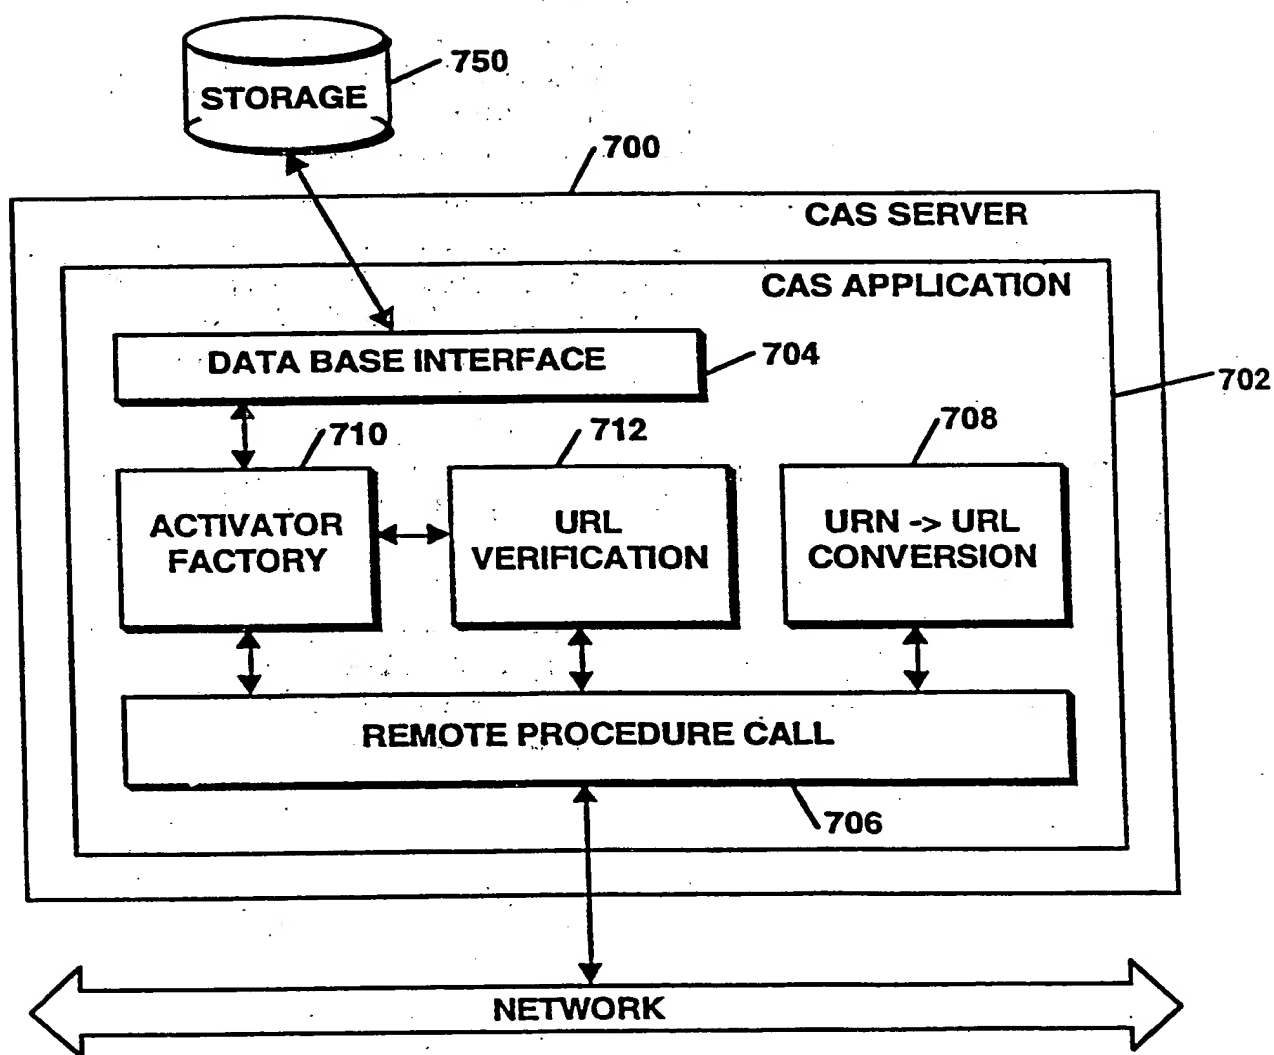 750
STORAGE
700
CAS SERVER
CAS APPLICATION
DATA BASE INTERFACE
704
702
710
712
708
ACTIVATOR
FACTORY
URL
VERIFICATION
URN -> URL
CONVERSION
REMOTE PROCEDURE CALL
706
NETWORK